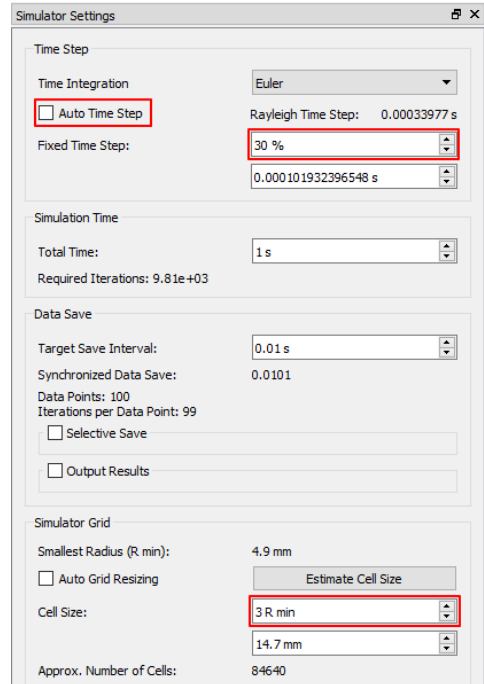 Simulator Settings
Time Step
Time Integration Euler
Auto Time Step Rayleigh Time Step: 0.00033977 s
Fixed Time Step: 30 %
0.000101932396548 s
Simulation Time
Total Time: 1 s
Required Iterations: 9.81e+03
Data Save
Target Save Interval: 0.01 s
Synchronized Data Save: 0.0101
Data Points: 100
Iterations per Data Point: 99
Selective Save
Output Results
Simulator Grid
Smallest Radius (R min): 4.9 mm
Auto Grid Resizing Estimate Cell Size
Cell Size: 3 R min
14.7 mm
Approx. Number of Cells: 84640